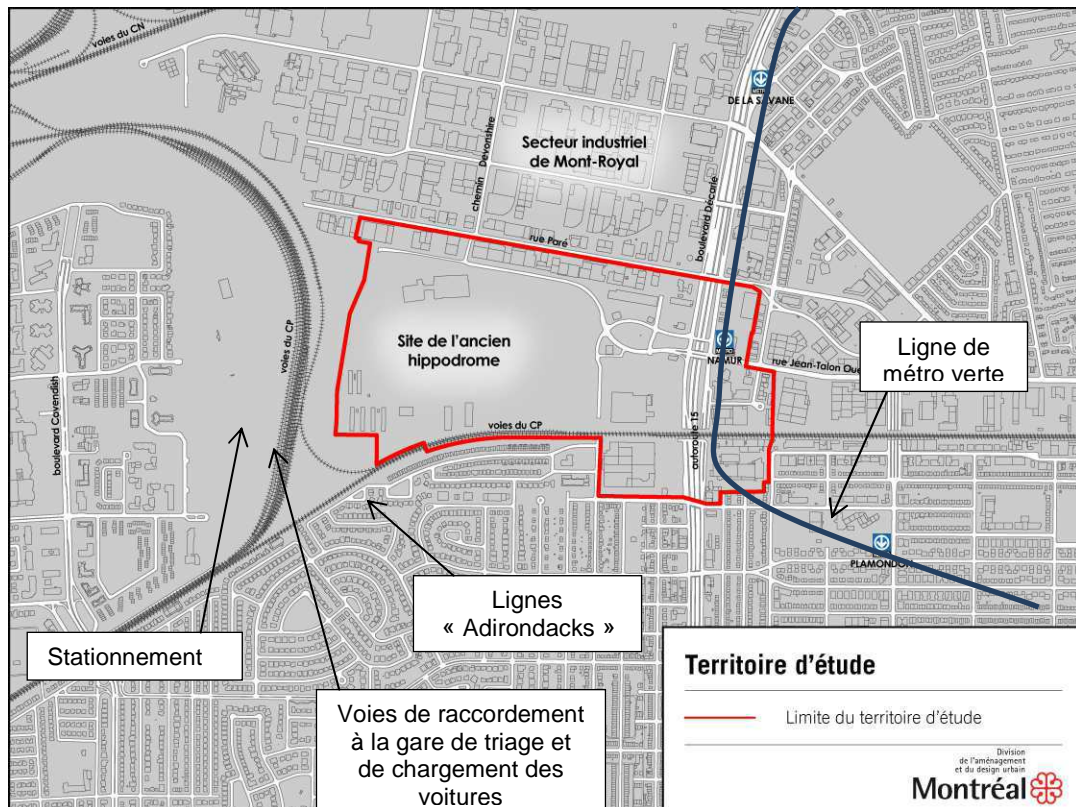 voies du CN
MÉTRO
DE LA SAVANE
Secteur industriel
de Mont-Royal
chemin Devonshire
boulevard Décarie
rue Paré
voies du CP
Site de l'ancien
hippodrome
NAMUR
rue Jean-Talon Oue
Ligne de
métro verte
boulevard Cavendish
voies du CP
autoroute 15
PLAMONDON
Lignes
« Adirondacks »
Stationnement
Voies de raccordement
à la gare de triage et
de chargement des
voitures
Territoire d'étude
Limite du territoire d'étude
Division
de l'aménagement
et du design urbain
Montréal